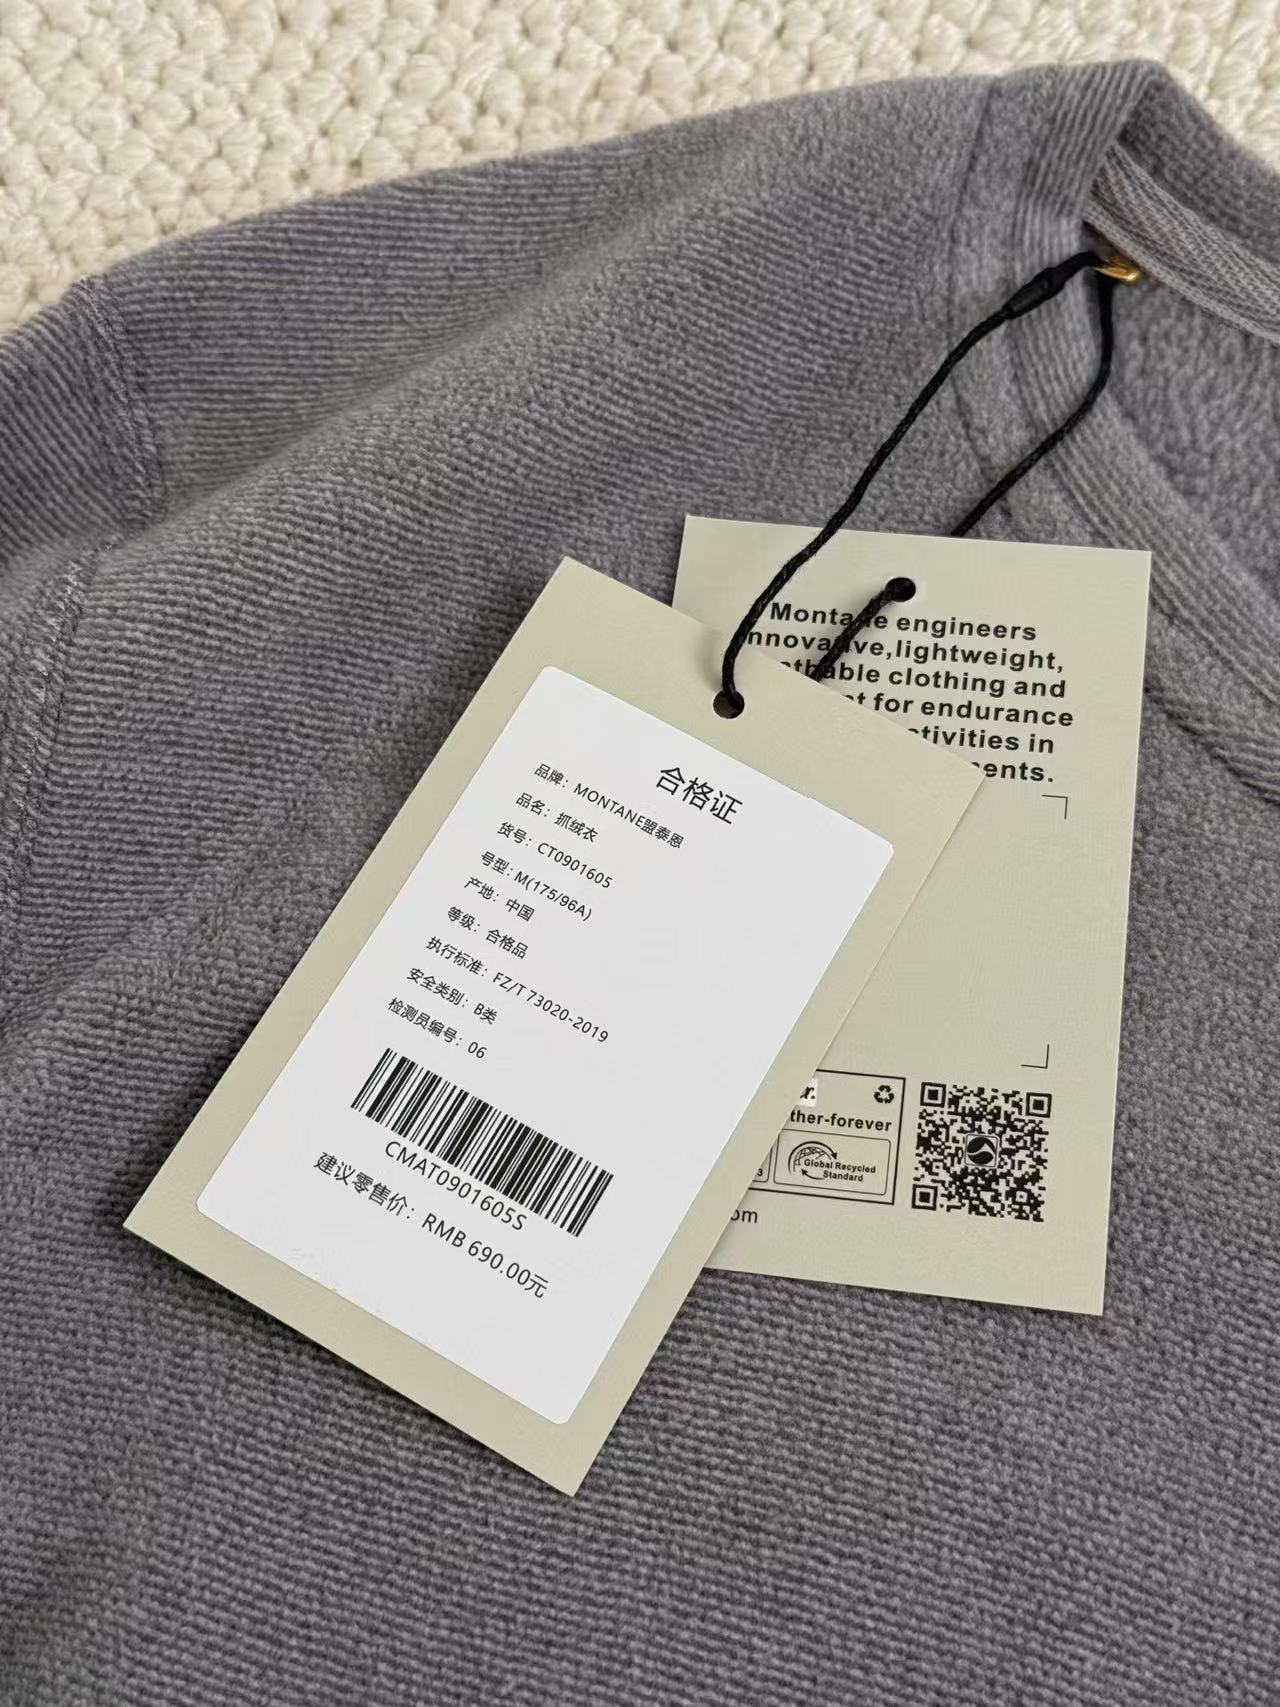 合格证
品牌：MONTANE盟泰恩
品名：抓绒衣
货号：CT0901605
号型：M(175/96A)
产地：中国
等级：合格品
执行标准：FZ/T 73020-2019
安全类别：B类
检测员编号：06
CMAT0901605S
建议零售价：RMB 690.00元
Montane engineers
innovative,lightweight,
clothing and
for endurance
in
ther-forever
Global Recycled
Standard
om